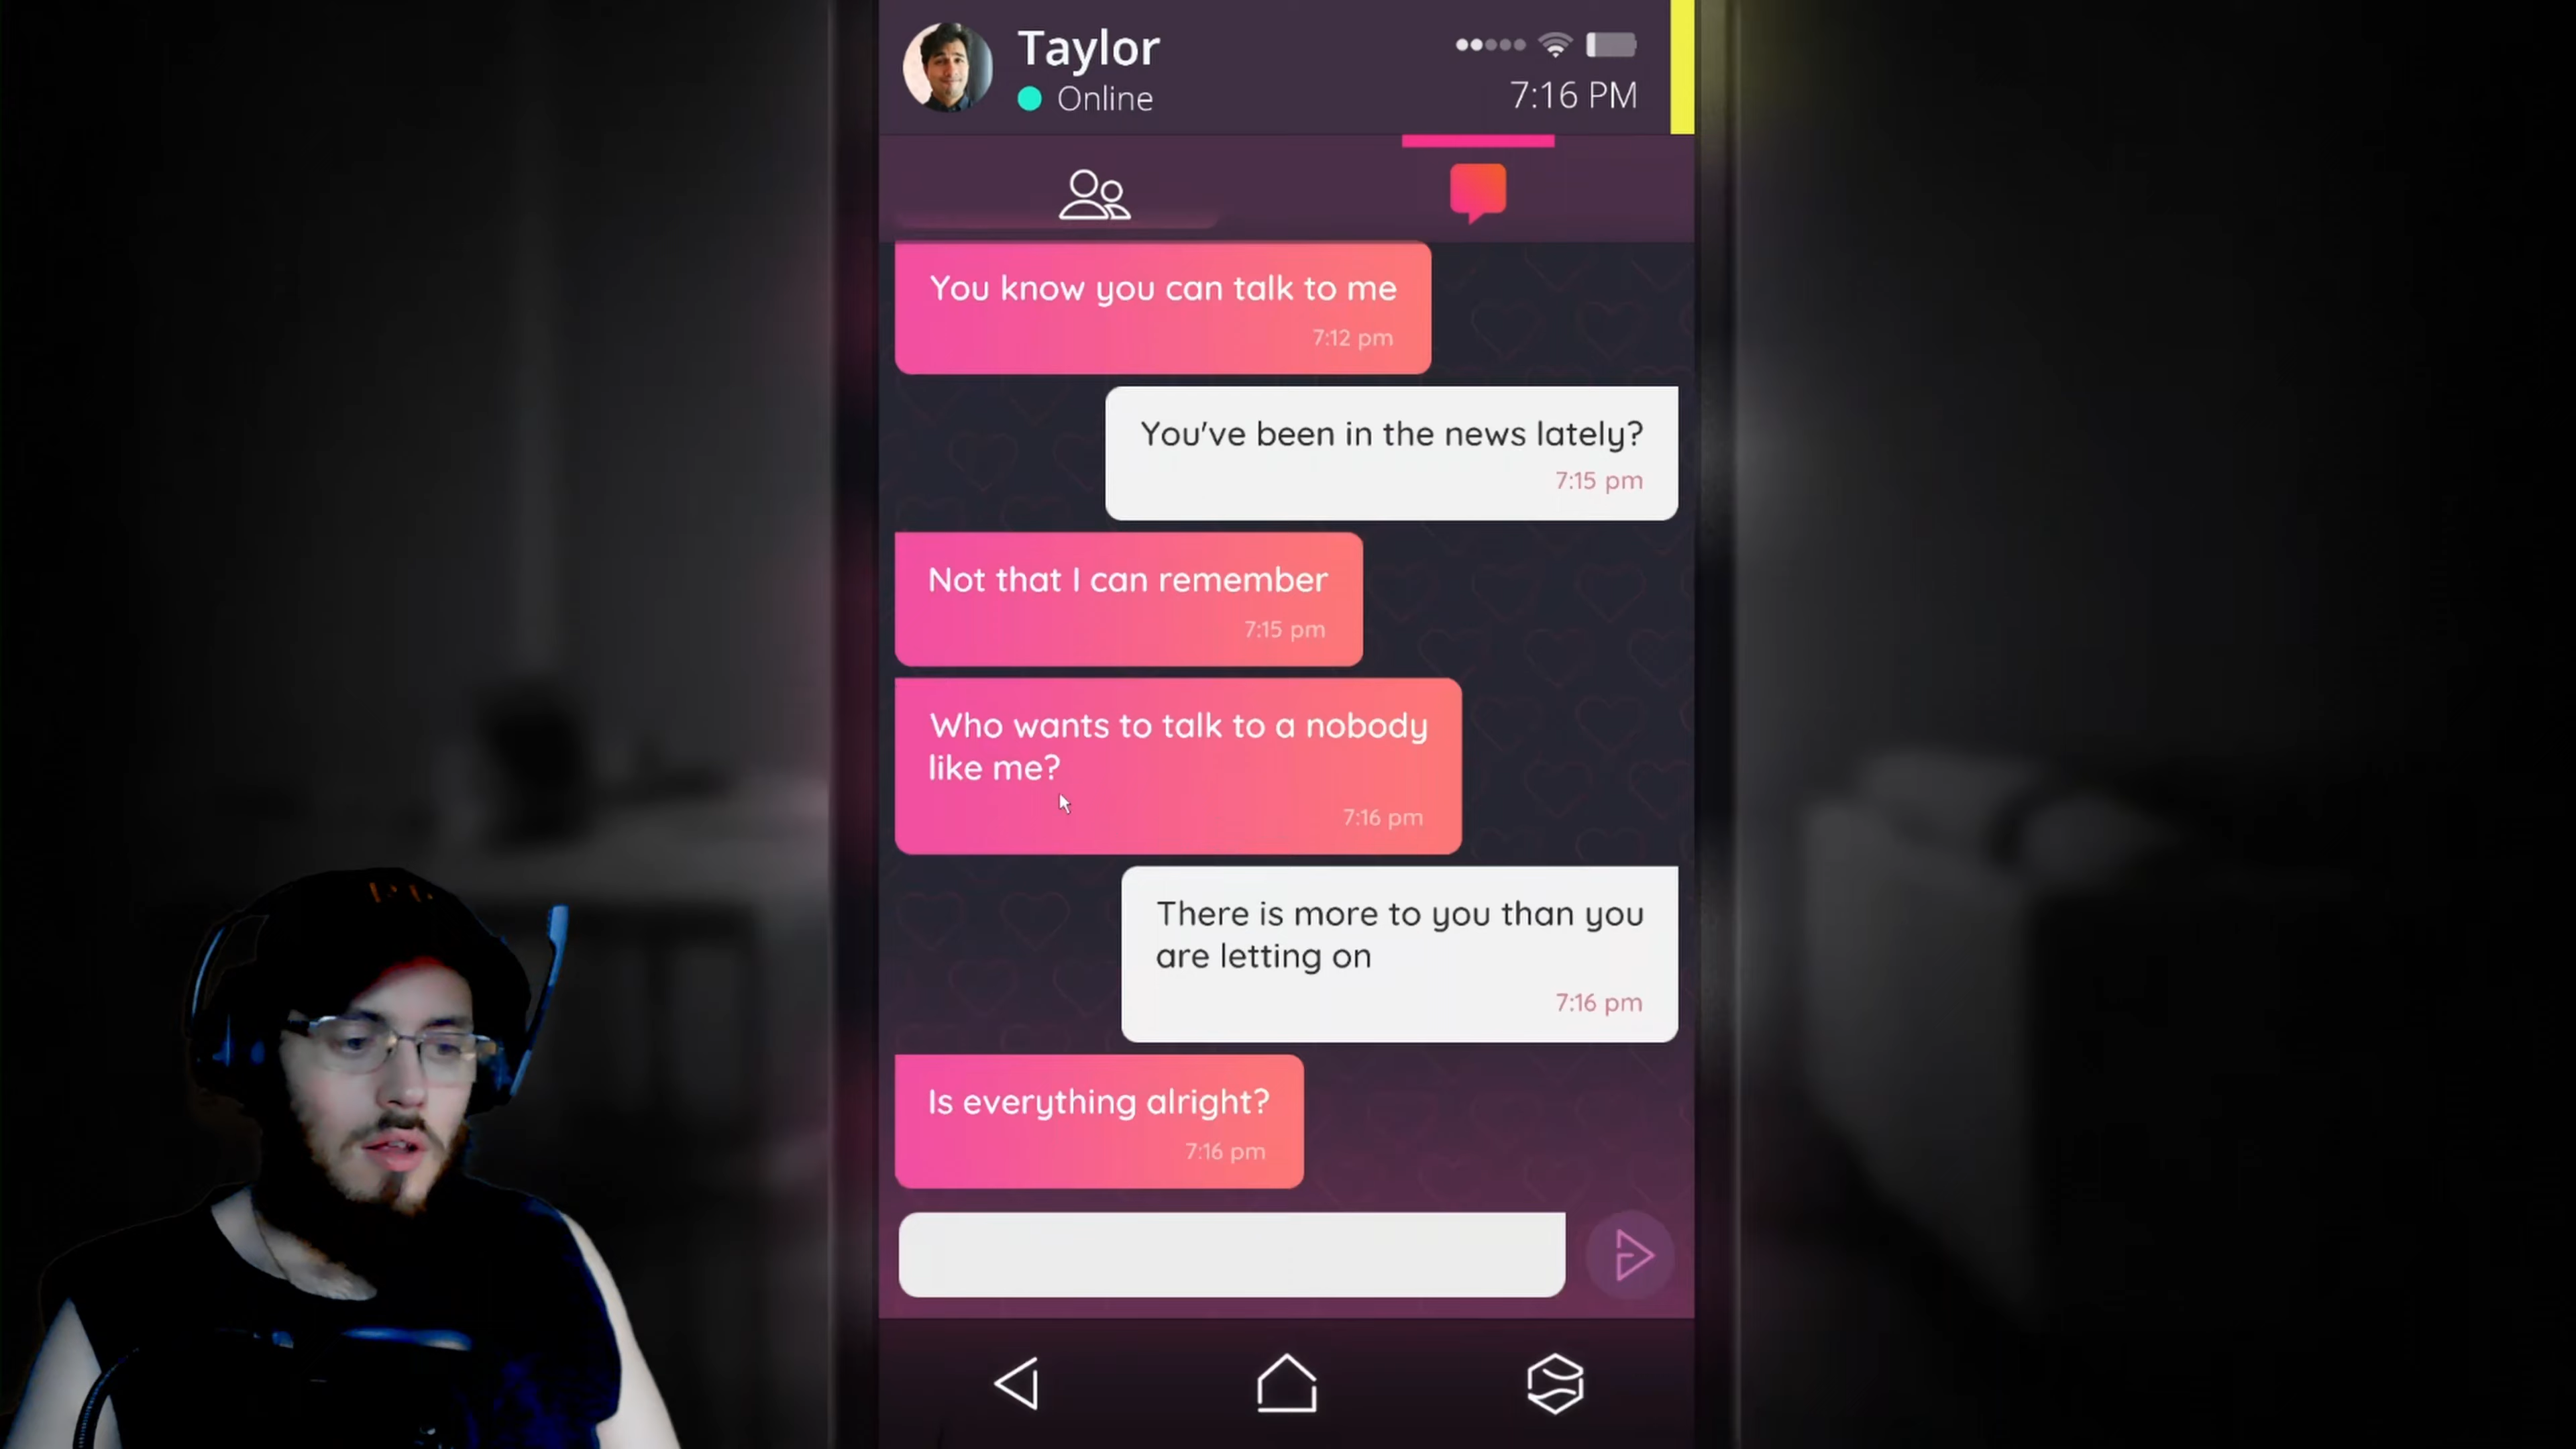 Taylor
Online
7:16 PM
You know you can talk to me
7:12 pm
You've been in the news lately?
7:15 pm
Not that I can remember
7:15 pm
Who wants to talk to a nobody
like me?
7:16 pm
There is more to you than you
are letting on
7:16 pm
Is everything alright?
7:16 pm